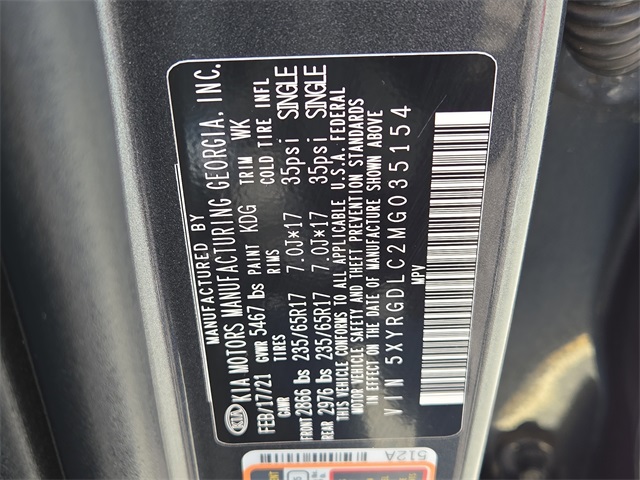 MANUFACTURED BY
KIA KIA MOTORS MANUFACTURING GEORGIA, INC.
FEB/17/21 GVWR 5467 lbs PAINT KDG TRIM WK
GAWR TIRES RIMS COLD TIRE INFL
FRONT 2866 lbs 235/65R17 7.0J*17 35psi SINGLE
REAR 2976 lbs 235/65R17 7.0J*17 35psi SINGLE
THIS VEHICLE CONFORMS TO ALL APPLICABLE U.S.A. FEDERAL
MOTOR VEHICLE SAFETY AND THEFT PREVENTION STANDARDS
IN EFFECT ON THE DATE OF MANUFACTURE SHOWN ABOVE
VIN 5XYRGDLC2MG035154
MPV
512A